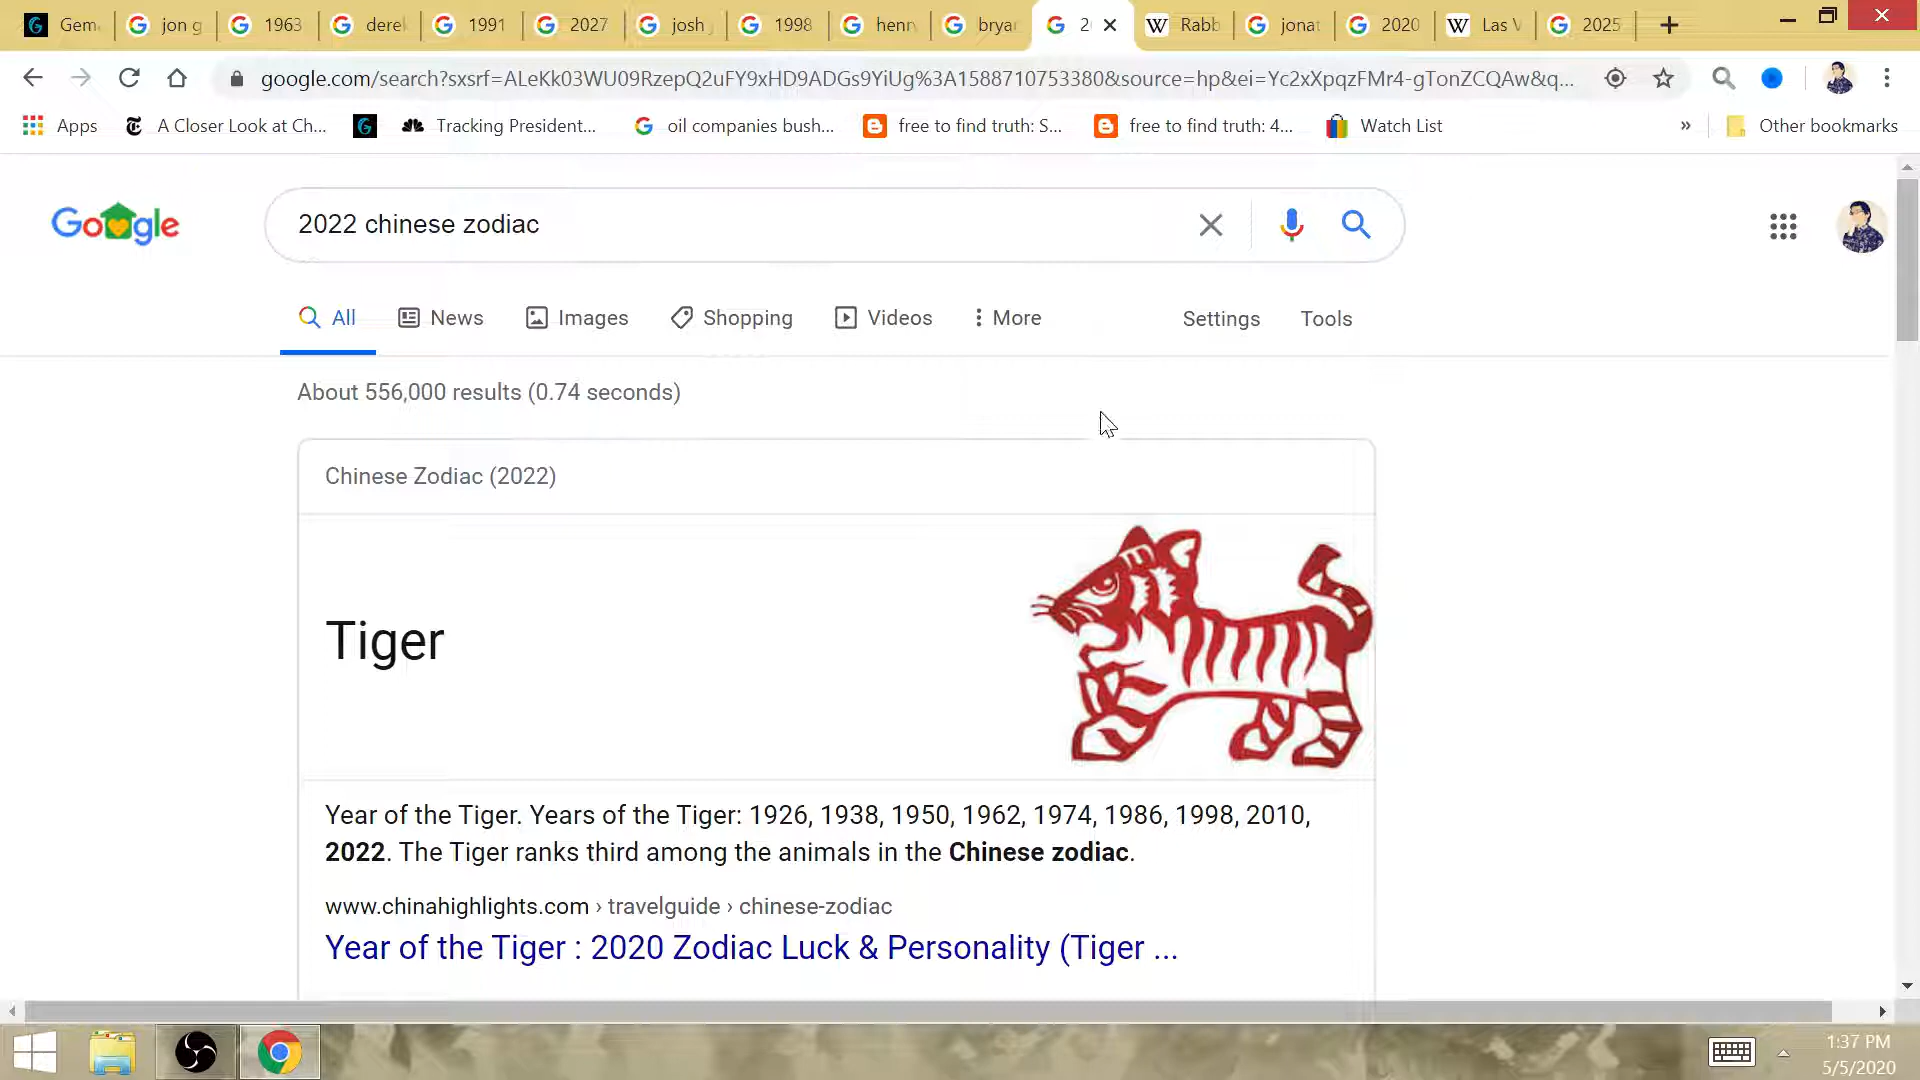 Gem jon g 1963 derek 1991 2027 josh 1998 henn brya 2 Rabb jonat 2020 Las V 2025
google.com/search?sxsrf=ALeKk03WU09RzepQ2uFY9xHD9ADGs9YiUg%3A1588710753380&source=hp&ei=Yc2xXpqzFMr4-gTonZCQAw&q...
Apps A Closer Look at Ch... Tracking President... oil companies bush... free to find truth: S... free to find truth: 4... Watch List » Other bookmarks
Google 2022 chinese zodiac
All News Images Shopping Videos More Settings Tools
About 556,000 results (0.74 seconds)
Chinese Zodiac (2022)
Tiger
Year of the Tiger. Years of the Tiger: 1926, 1938, 1950, 1962, 1974, 1986, 1998, 2010,
2022. The Tiger ranks third among the animals in the Chinese zodiac.
www.chinahighlights.com › travelguide › chinese-zodiac
Year of the Tiger : 2020 Zodiac Luck & Personality (Tiger ...
1:37 PM
5/5/2020